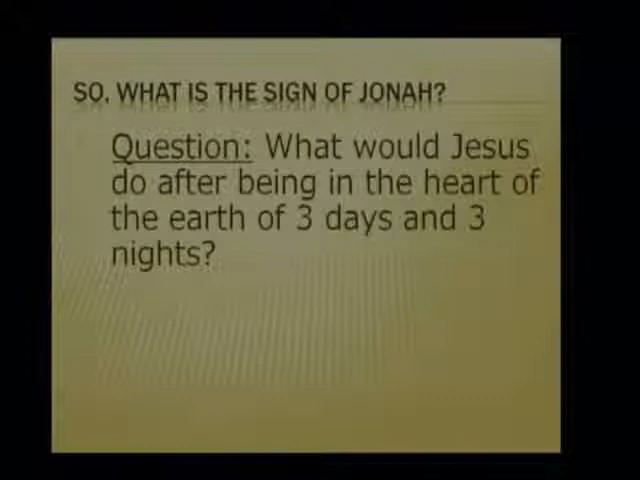 SO. WHAT IS THE SIGN OF JONAH?
Question: What would Jesus
do after being in the heart of
the earth of 3 days and 3
nights?